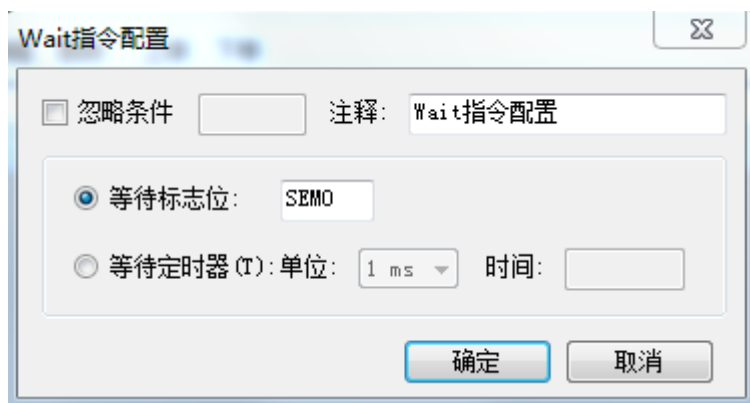 Wait指令配置
忽略条件 注释: Wait指令配置
等待标志位: SEM0
等待定时器(T):单位: 1 ms 时间:
确定 取消